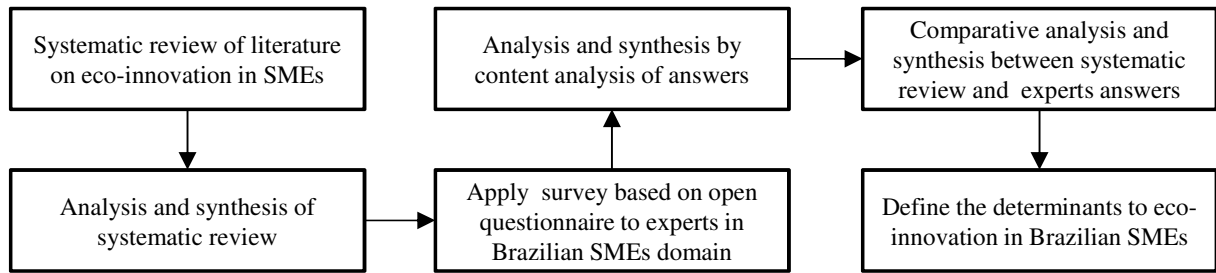 Systematic review of literature
on eco-innovation in SMEs
Analysis and synthesis of
systematic review
Apply survey based on open
questionnaire to experts in
Brazilian SMEs domain
Analysis and synthesis by
content analysis of answers
Comparative analysis and
synthesis between systematic
review and experts answers
Define the determinants to eco-
innovation in Brazilian SMEs